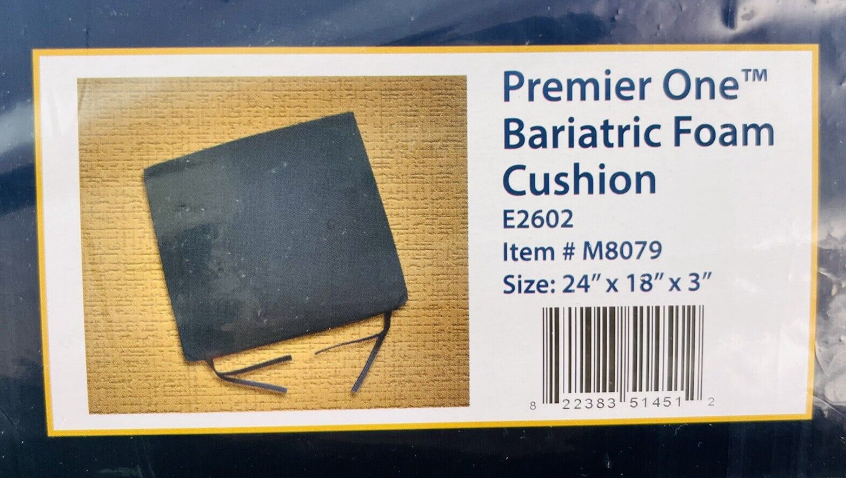 Premier One™
Bariatric Foam
Cushion
E2602
Item # M8079
Size: 24” x 18” x 3”
8 22383 51451 2